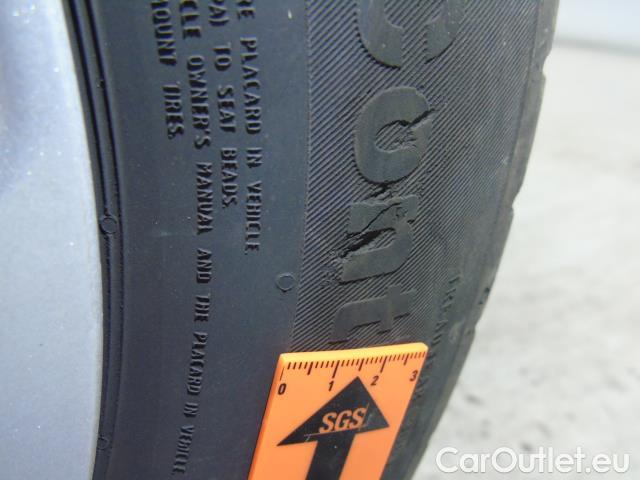 RE PLACARD IN VEHICLE
PA) TO SEAT BEADS.
CLE OWNER'S MANUAL AND THE PLACARD IN VEHICLE.
MOUNT TIRES.
Cont
0 1 2 3
SGS
CarOutlet.eu